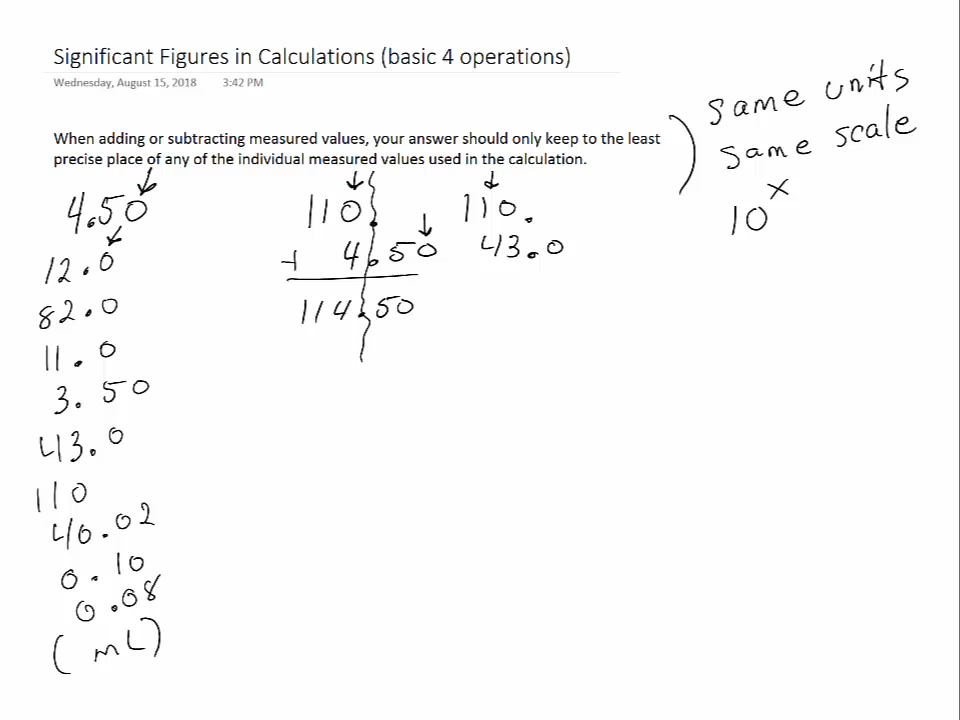 Significant Figures in Calculations (basic 4 operations)
Wednesday, August 15, 2018 3:42 PM
When adding or subtracting measured values, your answer should only keep to the least
precise place of any of the individual measured values used in the calculation.
same units
same scale
10^x
4.50
12.0
82.0
11.0
3.50
43.0
110
40.02
0.10
0.08
(mL)
110.
+ 4.50
114.50
110.
43.0